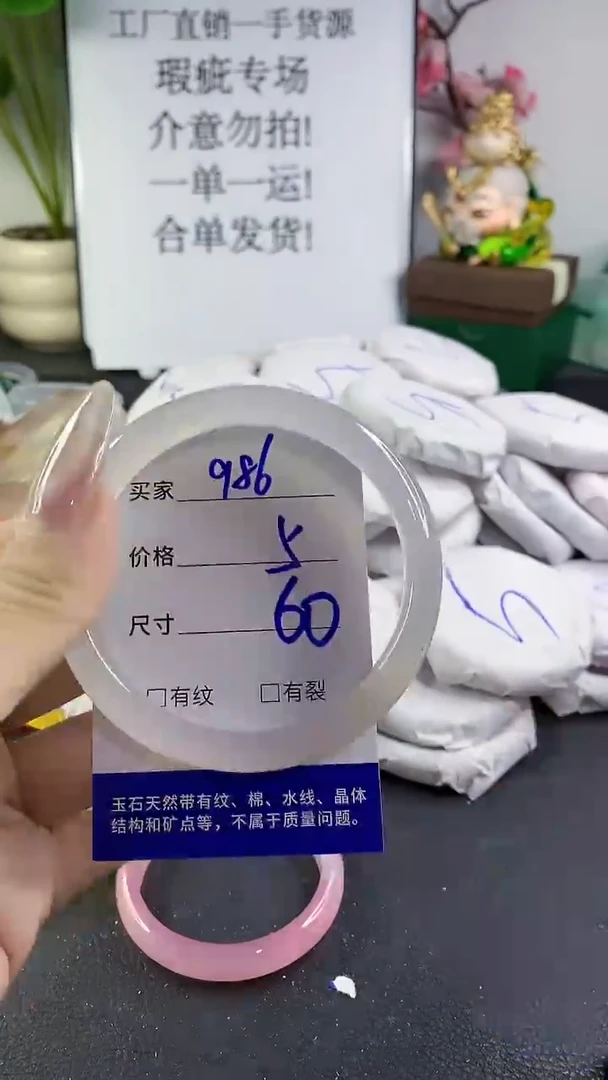 工厂直销一手货源
瑕疵专场
介意勿拍!
一单一运!
合单发货!
买家 986
价格 5
尺寸 60
□有纹 □有裂
玉石天然带有纹、棉、水线、晶体
结构和矿点等，不属于质量问题。
5
5
5